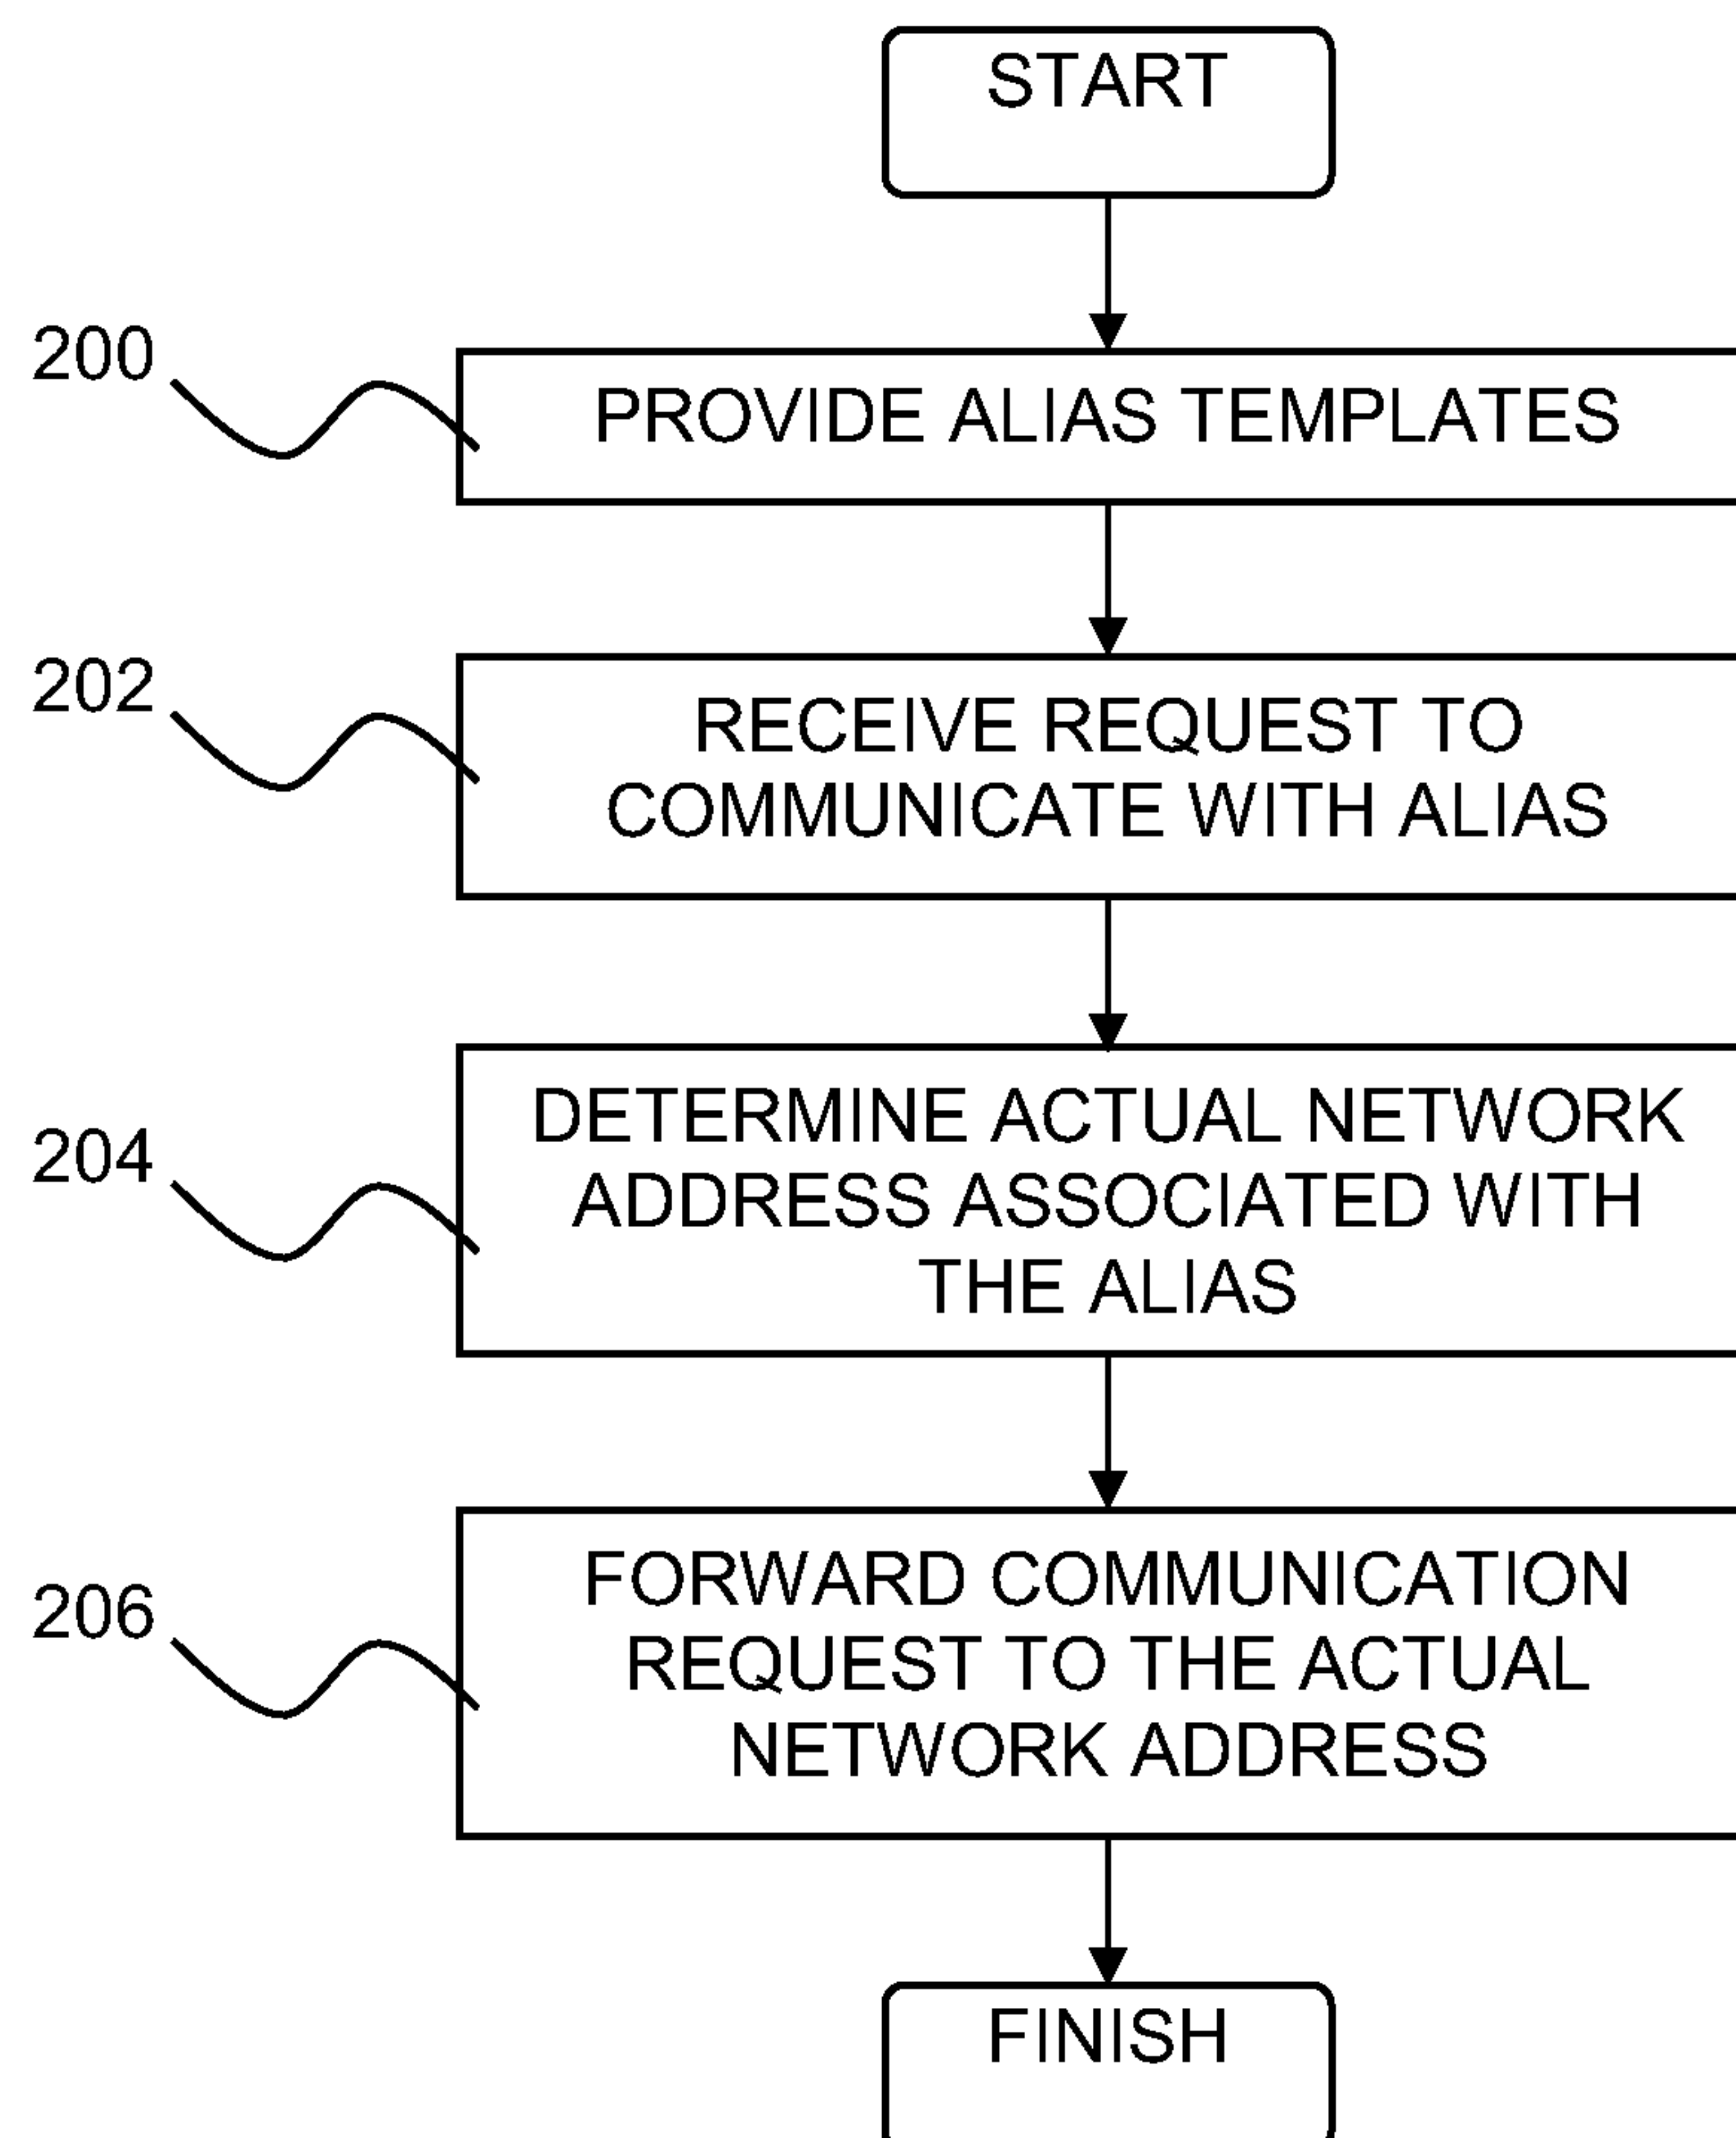 START
200
PROVIDE ALIAS TEMPLATES
202
RECEIVE REQUEST TO
COMMUNICATE WITH ALIAS
204
DETERMINE ACTUAL NETWORK
ADDRESS ASSOCIATED WITH
THE ALIAS
206
FORWARD COMMUNICATION
REQUEST TO THE ACTUAL
NETWORK ADDRESS
FINISH